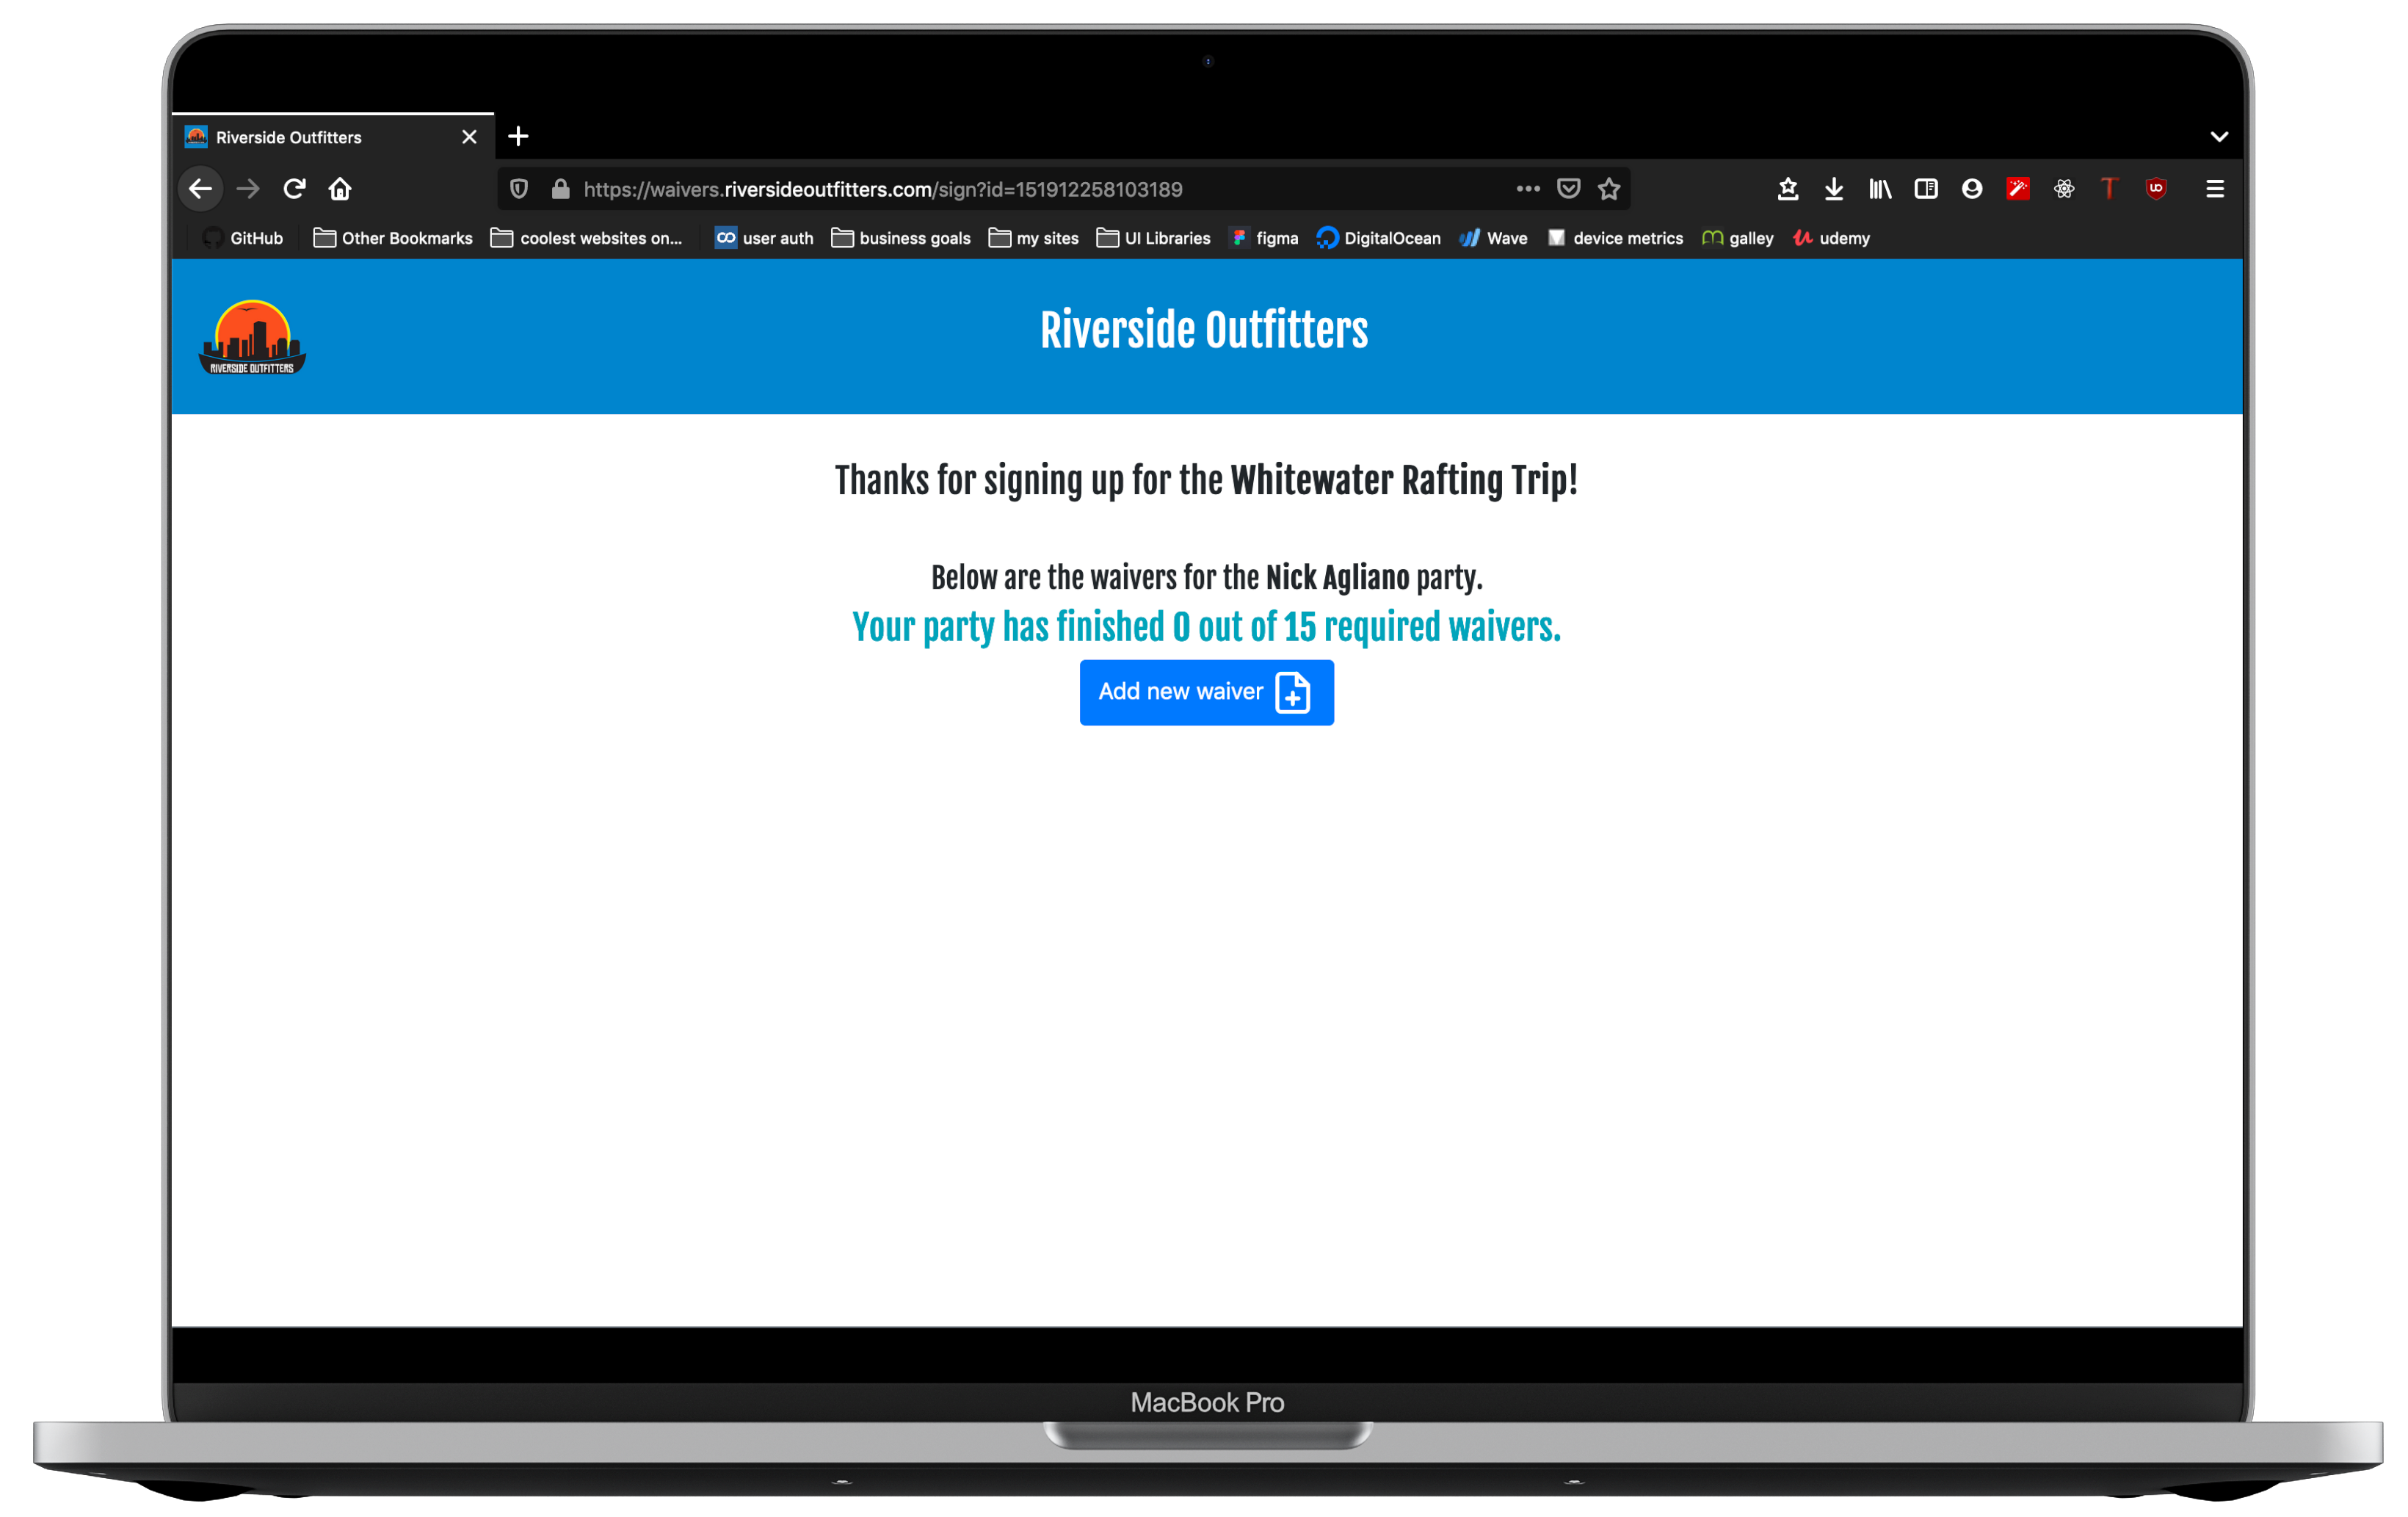 Riverside Outfitters
https://waivers.riversideoutfitters.com/sign?id=151912258103189
GitHub Other Bookmarks coolest websites on... user auth business goals my sites UI Libraries figma DigitalOcean Wave device metrics galley udemy
RIVERSIDE OUTFITTERS
Riverside Outfitters
Thanks for signing up for the Whitewater Rafting Trip!
Below are the waivers for the Nick Agliano party.
Your party has finished 0 out of 15 required waivers.
Add new waiver
MacBook Pro